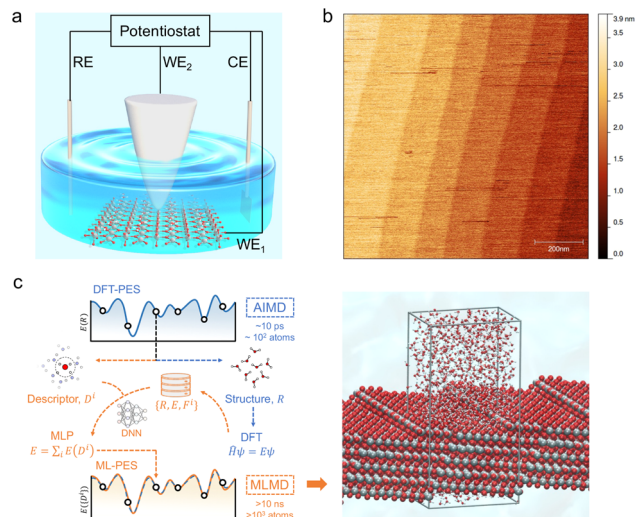 a
Potentiostat
RE
WE₂
CE
WE₁
b
3.9 nm
3.5
3.0
2.5
2.0
1.5
1.0
0.5
0.0
200nm
c
DFT-PES
E(R)
AIMD
~10 ps
~ 10² atoms
Descriptor, Dⁱ
{R, E, Fⁱ}
Structure, R
DNN
MLP
E = ∑ᵢ E(Dⁱ)
DFT
Ĥψ = Eψ
ML-PES
E({Dⁱ})
MLMD
>10 ns
>10³ atoms